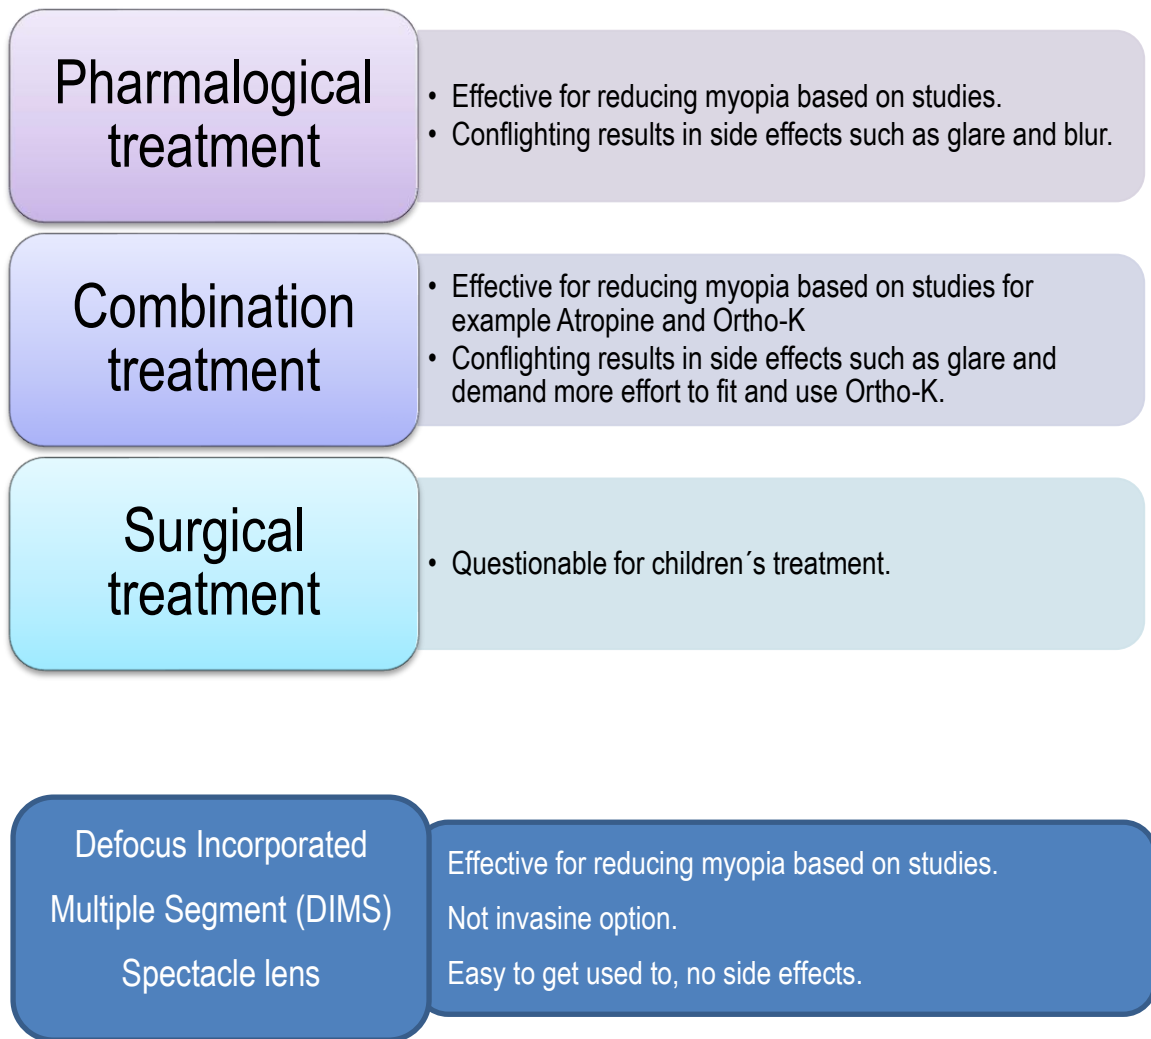 Pharmalogical
treatment
• Effective for reducing myopia based on studies.
• Conflighting results in side effects such as glare and blur.
Combination
treatment
• Effective for reducing myopia based on studies for
example Atropine and Ortho-K
• Conflighting results in side effects such as glare and
demand more effort to fit and use Ortho-K.
Surgical
treatment
• Questionable for children´s treatment.
Defocus Incorporated
Multiple Segment (DIMS)
Spectacle lens
Effective for reducing myopia based on studies.
Not invasine option.
Easy to get used to, no side effects.